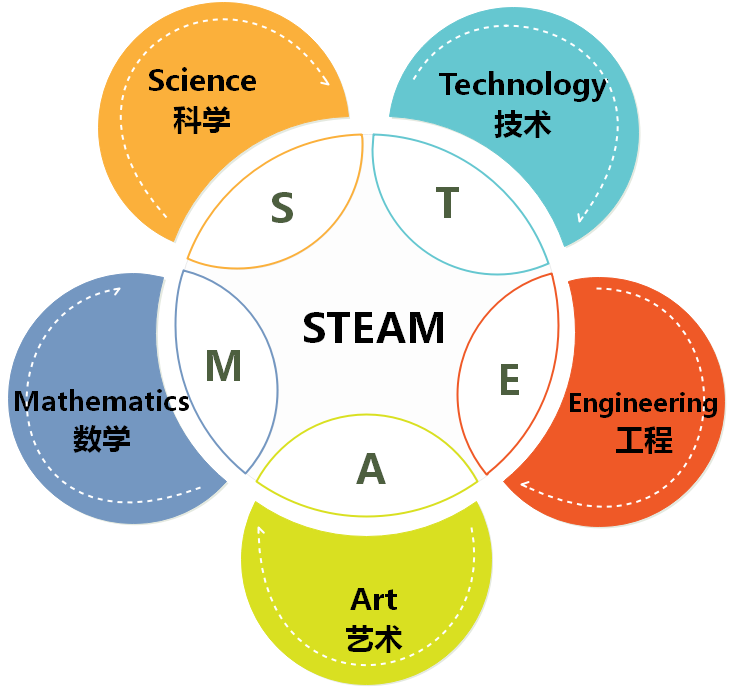 Science
科学
Technology
技术
S
T
STEAM
M
E
Mathematics
数学
Engineering
工程
A
Art
艺术